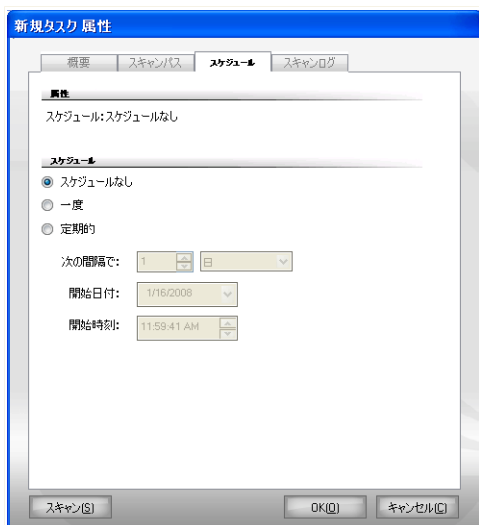 新規タスク 属性
概要 スキャンパス スケジュール スキャンログ
属性
スケジュール:スケジュールなし
スケジュール
スケジュールなし
一度
定期的
次の間隔で: 1 日
開始日付: 1/16/2008
開始時刻: 11:59:41 AM
スキャン(S) OK(O) キャンセル(C)